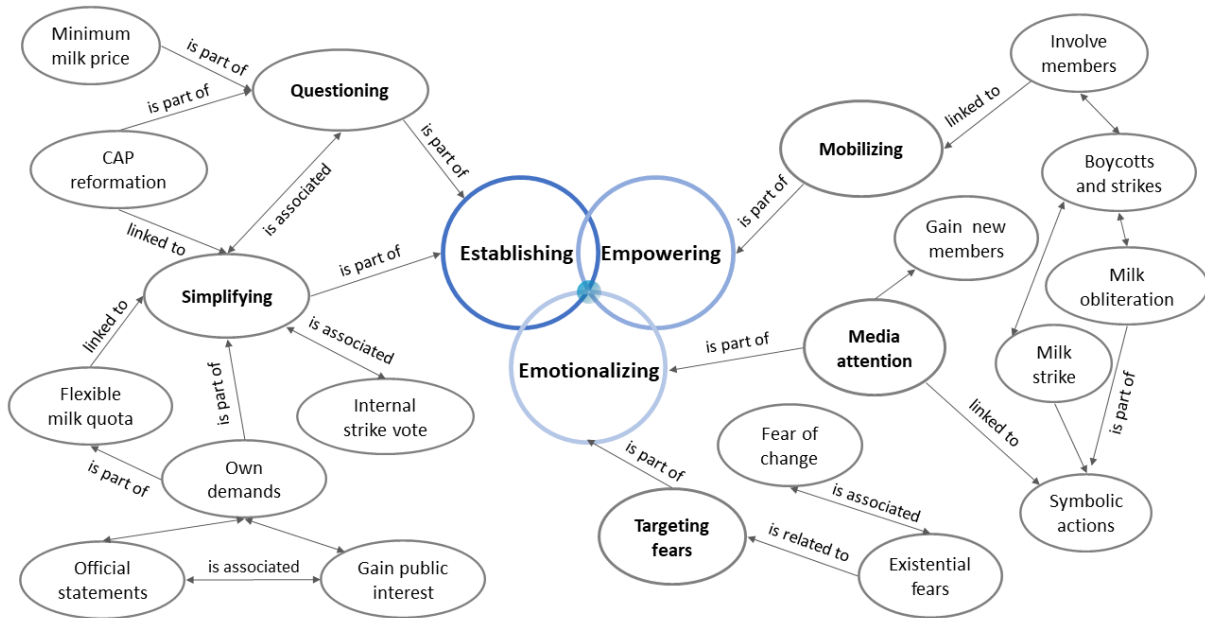 Minimum
milk price
is part of
Questioning
is part of
CAP
reformation
is part of
is associated
linked to
Simplifying
is part of
linked to
is associated
is part of
Flexible
milk quota
Internal
strike vote
is part of
Own
demands
Official
statements
is associated
Gain public
interest
Establishing
Empowering
Emotionalizing
Involve
members
linked to
Mobilizing
is part of
Boycotts
and strikes
Gain new
members
Milk
obliteration
Media
attention
is part of
Milk
strike
is part of
linked to
Symbolic
actions
Fear of
change
is part of
is associated
Targeting
fears
is related to
Existential
fears